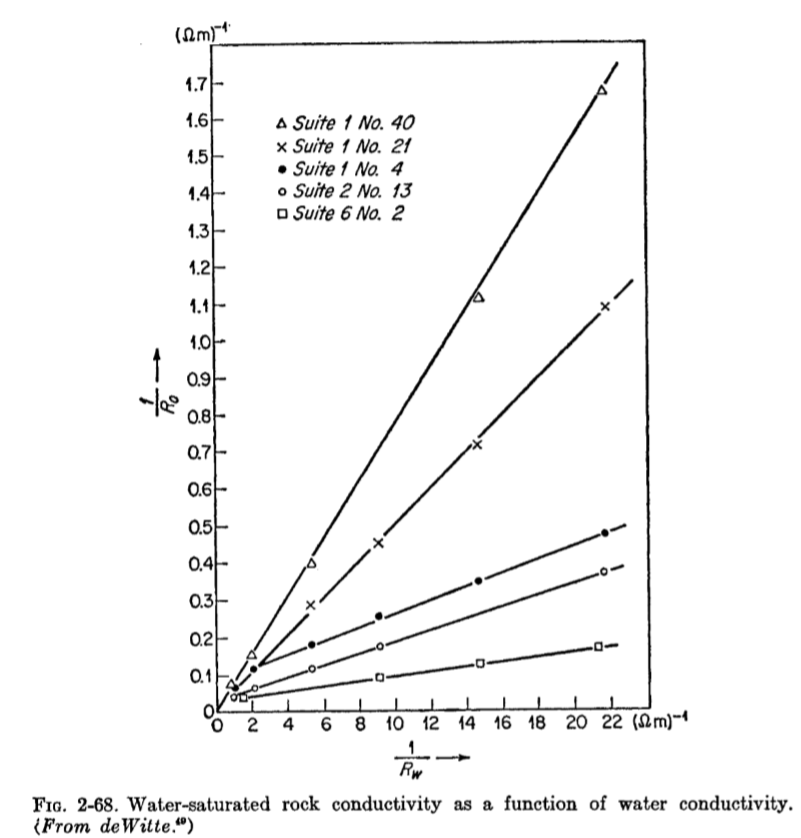 (Ωm)⁻¹
1.7
1.6
1.5
1.4
1.3
1.2
1.1
1.0
0.9
0.8
0.7
0.6
0.5
0.4
0.3
0.2
0.1
0
△ Suite 1 No. 40
× Suite 1 No. 21
● Suite 1 No. 4
○ Suite 2 No. 13
□ Suite 6 No. 2
1
R₀
0 2 4 6 8 10 12 14 16 18 20 22 (Ωm)⁻¹
1
R_w
FIG. 2-68. Water-saturated rock conductivity as a function of water conductivity.
(From deWitte.⁴⁹)